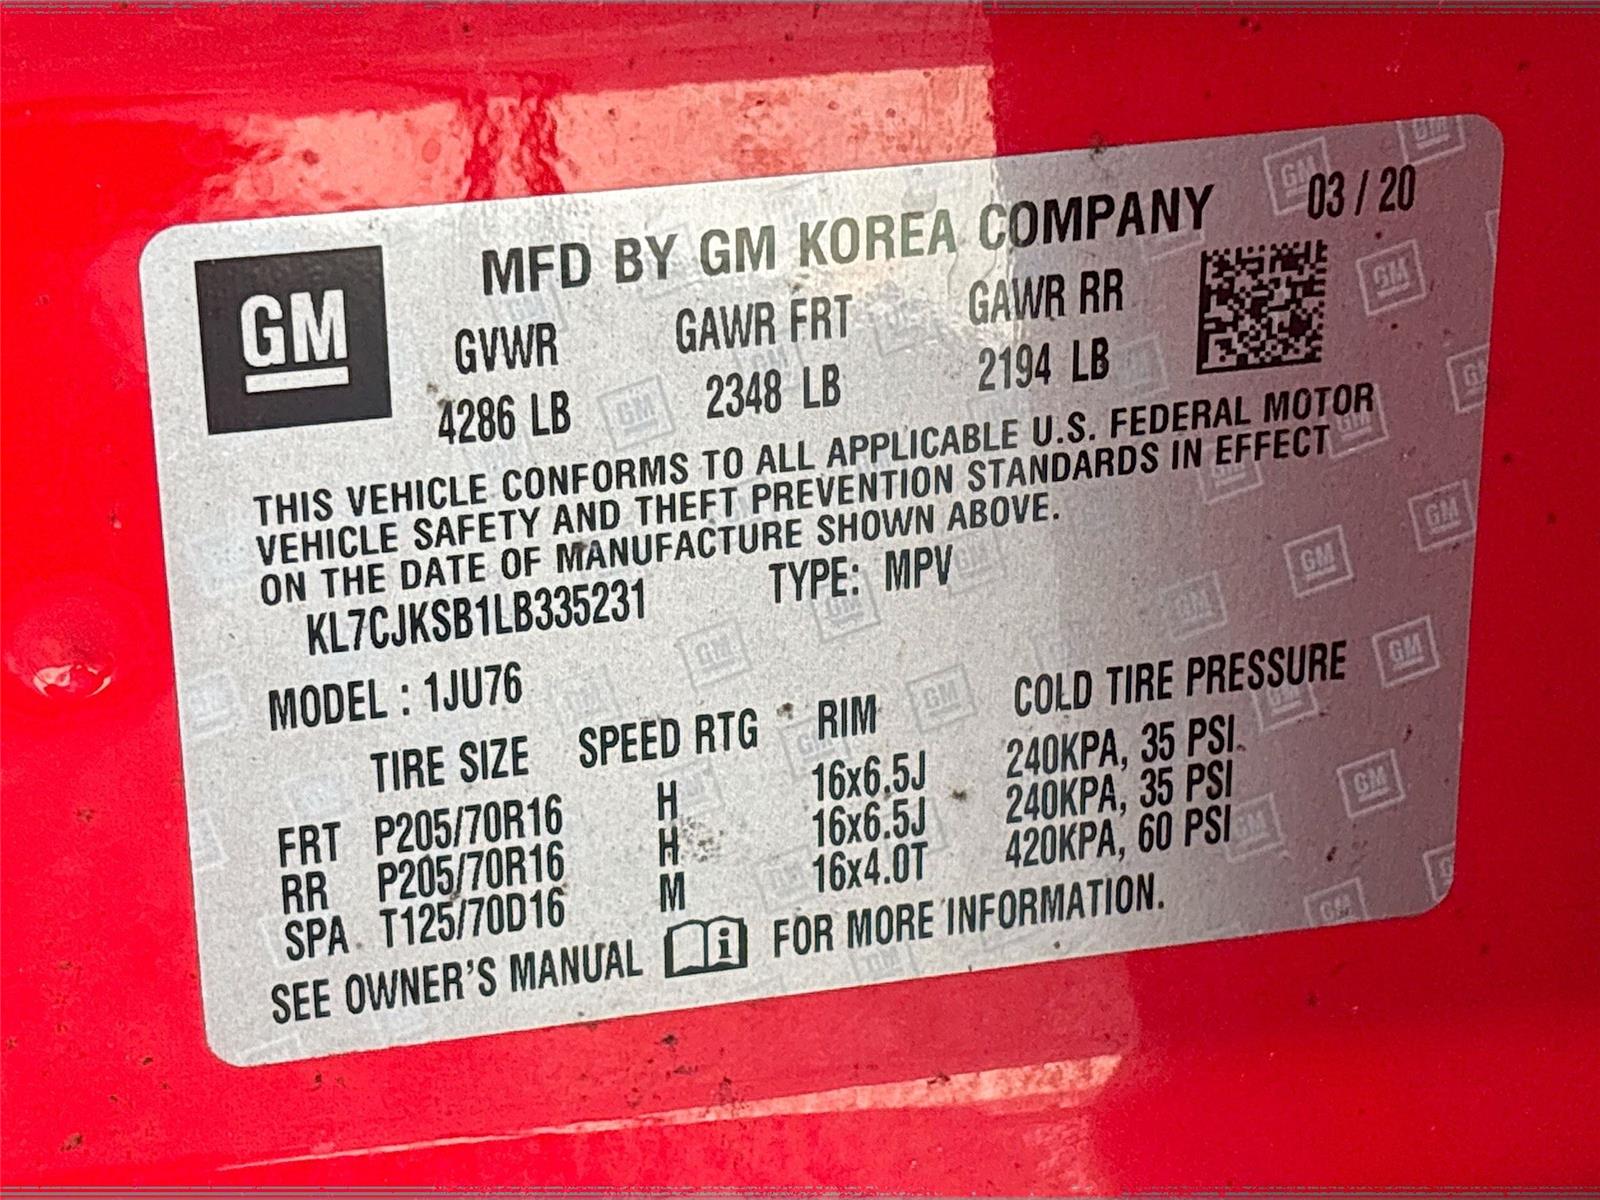 GM
MFD BY GM KOREA COMPANY 03 / 20
GVWR GAWR FRT GAWR RR
4286 LB 2348 LB 2194 LB
THIS VEHICLE CONFORMS TO ALL APPLICABLE U.S. FEDERAL MOTOR
VEHICLE SAFETY AND THEFT PREVENTION STANDARDS IN EFFECT
ON THE DATE OF MANUFACTURE SHOWN ABOVE.
KL7CJKSB1LB335231 TYPE: MPV
MODEL : 1JU76
TIRE SIZE SPEED RTG RIM COLD TIRE PRESSURE
FRT P205/70R16 H 16x6.5J 240KPA, 35 PSI
RR P205/70R16 H 16x6.5J 240KPA, 35 PSI
SPA T125/70D16 M 16x4.0T 420KPA, 60 PSI
SEE OWNER'S MANUAL i FOR MORE INFORMATION.